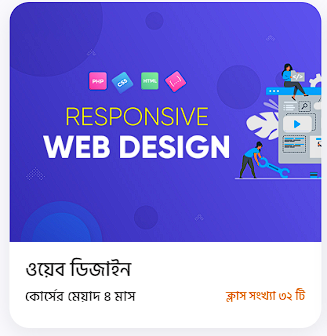 PHP CSS HTML
RESPONSIVE
WEB DESIGN
ওয়েব ডিজাইন
কোর্সের মেয়াদ ৪ মাস
ক্লাস সংখ্যা ৩২ টি